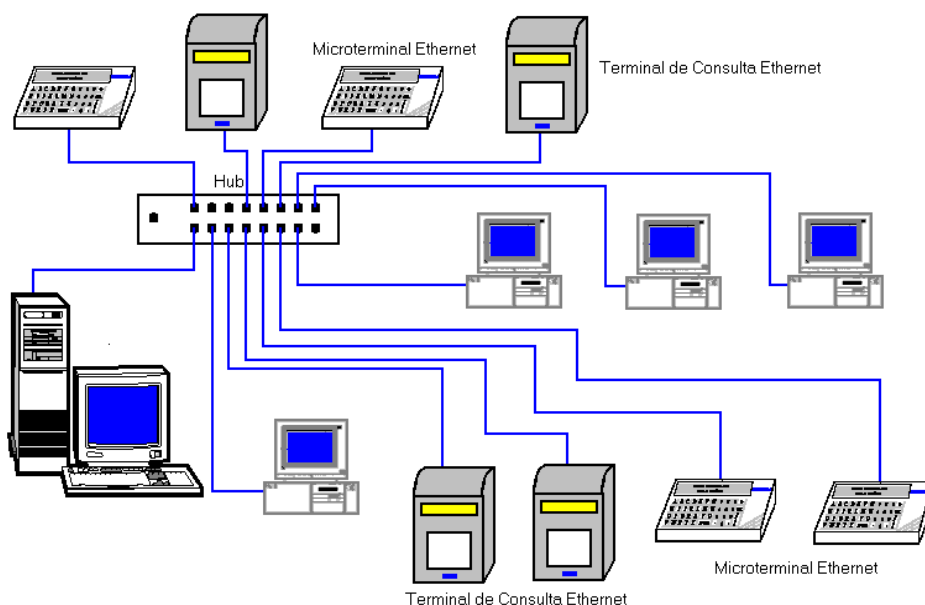 Microterminal Ethernet
Terminal de Consulta Ethernet
Hub
Terminal de Consulta Ethernet
Microterminal Ethernet